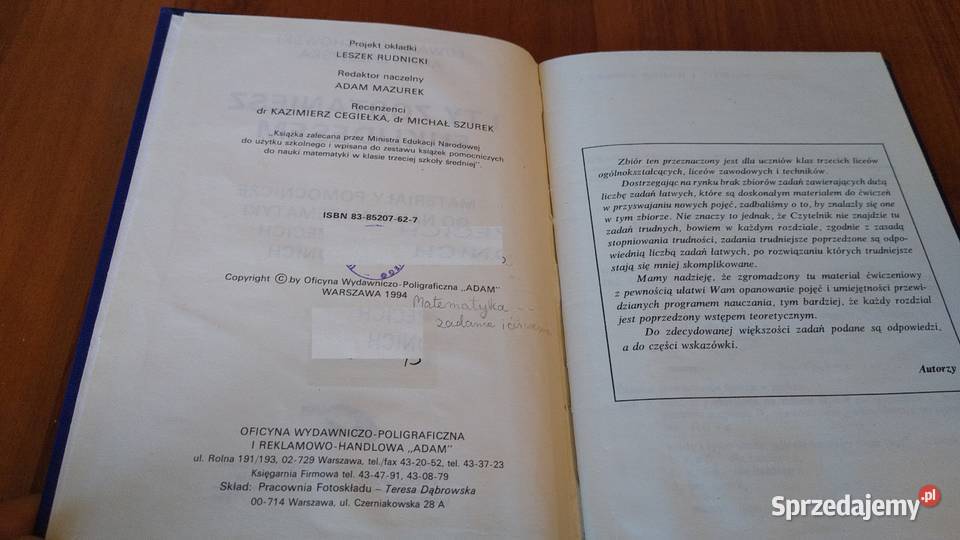 Projekt okładki
LESZEK RUDNICKI
Redaktor naczelny
ADAM MAZUREK
Recenzenci
dr KAZIMIERZ CEGIEŁKA, dr MICHAŁ SZUREK
„Książka zalecana przez Ministra Edukacji Narodowej
do użytku szkolnego i wpisana do zestawu książek pomocniczych
do nauki matematyki w klasie trzeciej szkoły średniej".
ISBN 83-85207-62-7
Copyright © by Oficyna Wydawniczo-Poligraficzna „ADAM"
WARSZAWA 1994
Matematyka
zadania i ćwiczenia
OFICYNA WYDAWNICZO-POLIGRAFICZNA
I REKLAMOWO-HANDLOWA „ADAM"
ul. Rolna 191/193, 02-729 Warszawa, tel./fax 43-20-52, tel. 43-37-23
Księgarnia Firmowa tel. 43-47-91, 43-08-79
Skład: Pracownia Fotoskładu – Teresa Dąbrowska
00-714 Warszawa, ul. Czerniakowska 28 A
Zbiór ten przeznaczony jest dla uczniów klas trzecich liceów
ogólnokształcących, liceów zawodowych i techników.
Dostrzegając na rynku brak zbiorów zadań zawierających dużą
liczbę zadań łatwych, które są doskonałym materiałem do ćwiczeń
w przyswajaniu nowych pojęć, zadbaliśmy o to, by znalazły się one
w tym zbiorze. Nie znaczy to jednak, że Czytelnik nie znajdzie tu
zadań trudnych, bowiem w każdym rozdziale, zgodnie z zasadą
stopniowania trudności, zadania trudniejsze poprzedzone są odpo-
wiednią liczbą zadań łatwych, po rozwiązaniu których trudniejsze
stają się mniej skomplikowane.
Mamy nadzieję, że zgromadzony tu materiał ćwiczeniowy
z pewnością ułatwi Wam opanowanie pojęć i umiejętności przewi-
dzianych programem nauczania, tym bardziej, że każdy rozdział
jest poprzedzony wstępem teoretycznym.
Do zdecydowanej większości zadań podane są odpowiedzi,
a do części wskazówki.
Autorzy
Sprzedajemy.pl